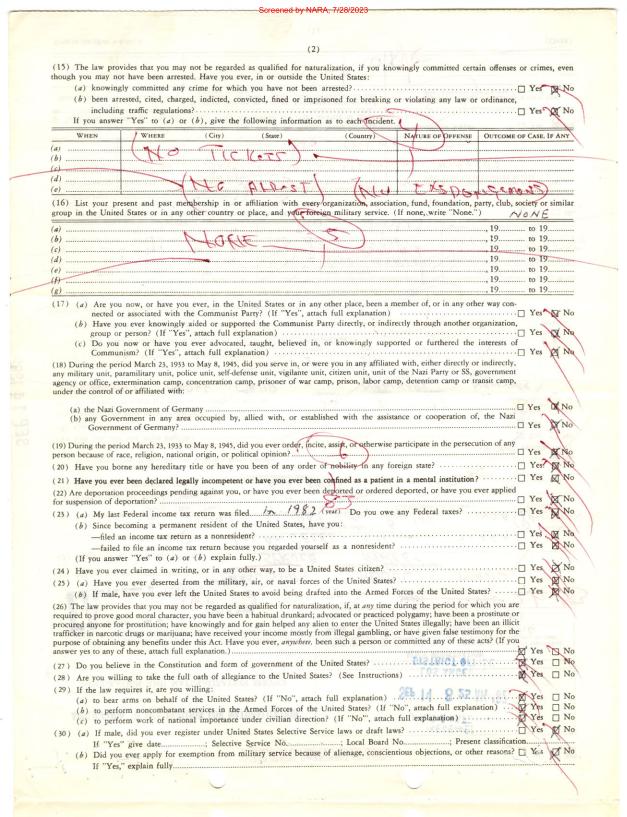 Screened by NARA, 7/28/2023
(2)
(15) The law provides that you may not be regarded as qualified for naturalization, if you knowingly committed certain offenses or crimes, even
though you may not have been arrested. Have you ever, in or outside the United States:
(a) knowingly committed any crime for which you have not been arrested? ☐ Yes ☒ No
(b) been arrested, cited, charged, indicted, convicted, fined or imprisoned for breaking or violating any law or ordinance,
including traffic regulations? ☐ Yes ☒ No
If you answer "Yes" to (a) or (b), give the following information as to each incident.
WHEN WHERE (City) (State) (Country) NATURE OF OFFENSE OUTCOME OF CASE, IF ANY
(a)
(b) (NO TICKETS)
(c)
(d)
(e) (NO ARREST) (NO EXSPONGEMENS)
(16) List your present and past membership in or affiliation with every organization, association, fund, foundation, party, club, society or similar
group in the United States or in any other country or place, and your foreign military service. (If none, write "None.") NONE
(a) , 19 to 19
(b) NONE 5 , 19 to 19
(c) , 19 to 19
(d) , 19 to 19
(e) , 19 to 19
(f) , 19 to 19
(g) , 19 to 19
(17) (a) Are you now, or have you ever, in the United States or in any other place, been a member of, or in any other way con-
nected or associated with the Communist Party? (If "Yes", attach full explanation) ☐ Yes ☒ No
(b) Have you ever knowingly aided or supported the Communist Party directly, or indirectly through another organization,
group or person? (If "Yes", attach full explanation) ☐ Yes ☒ No
(c) Do you now or have you ever advocated, taught, believed in, or knowingly supported or furthered the interests of
Communism? (If "Yes", attach full explanation) ☐ Yes ☒ No
(18) During the period March 23, 1933 to May 8, 1945, did you serve in, or were you in any affiliated with, either directly or indirectly,
any military unit, paramilitary unit, police unit, self-defense unit, vigilante unit, citizen unit, unit of the Nazi Party or SS, government
agency or office, extermination camp, concentration camp, prisoner of war camp, prison, labor camp, detention camp or transit camp,
under the control of or affiliated with:
(a) the Nazi Government of Germany ☐ Yes ☒ No
(b) any Government in any area occupied by, allied with, or established with the assistance or cooperation of, the Nazi
Government of Germany? ☐ Yes ☒ No
(19) During the period March 23, 1933 to May 8, 1945, did you ever order, incite, assist, or otherwise participate in the persecution of any
person because of race, religion, national origin, or political opinion? 6 ☐ Yes ☒ No
(20) Have you borne any hereditary title or have you been of any order of nobility in any foreign state? ☐ Yes ☒ No
(21) Have you ever been declared legally incompetent or have you ever been confined as a patient in a mental institution? ☐ Yes ☒ No
(22) Are deportation proceedings pending against you, or have you ever been deported or ordered deported, or have you ever applied
for suspension of deportation? ☐ Yes ☒ No
(23) (a) My last Federal income tax return was filed in 1982 (year) Do you owe any Federal taxes? ☐ Yes ☒ No
(b) Since becoming a permanent resident of the United States, have you:
—filed an income tax return as a nonresident? ☐ Yes ☒ No
—failed to file an income tax return because you regarded yourself as a nonresident? ☐ Yes ☒ No
(If you answer "Yes" to (a) or (b) explain fully.)
(24) Have you ever claimed in writing, or in any other way, to be a United States citizen? ☐ Yes ☒ No
(25) (a) Have you ever deserted from the military, air, or naval forces of the United States? ☐ Yes ☒ No
(b) If male, have you ever left the United States to avoid being drafted into the Armed Forces of the United States? ☐ Yes ☒ No
(26) The law provides that you may not be regarded as qualified for naturalization, if, at any time during the period for which you are
required to prove good moral character, you have been a habitual drunkard; advocated or practiced polygamy; have been a prostitute or
procured anyone for prostitution; have knowingly and for gain helped any alien to enter the United States illegally; have been an illicit
trafficker in narcotic drugs or marijuana; have received your income mostly from illegal gambling, or have given false testimony for the
purpose of obtaining any benefits under this Act. Have you ever, anywhere, been such a person or committed any of these acts? (If you
answer yes to any of these, attach full explanation.) Yes No
(27) Do you believe in the Constitution and form of government of the United States? ☒ Yes ☐ No
(28) Are you willing to take the full oath of allegiance to the United States? (See Instructions) ☒ Yes ☐ No
(29) If the law requires it, are you willing:
(a) to bear arms on behalf of the United States? (If "No", attach full explanation) SEP 14 8 52 ☒ Yes ☐ No
(b) to perform noncombatant services in the Armed Forces of the United States? (If "No", attach full explanation) ☒ Yes ☐ No
(c) to perform work of national importance under civilian direction? (If "No", attach full explanation) ☒ Yes ☐ No
(30) (a) If male, did you ever register under United States Selective Service laws or draft laws? ☐ Yes ☒ No
If "Yes" give date ; Selective Service No. ; Local Board No. ; Present classification
(b) Did you ever apply for exemption from military service because of alienage, conscientious objections, or other reasons? ☐ Yes ☒ No
If "Yes," explain fully